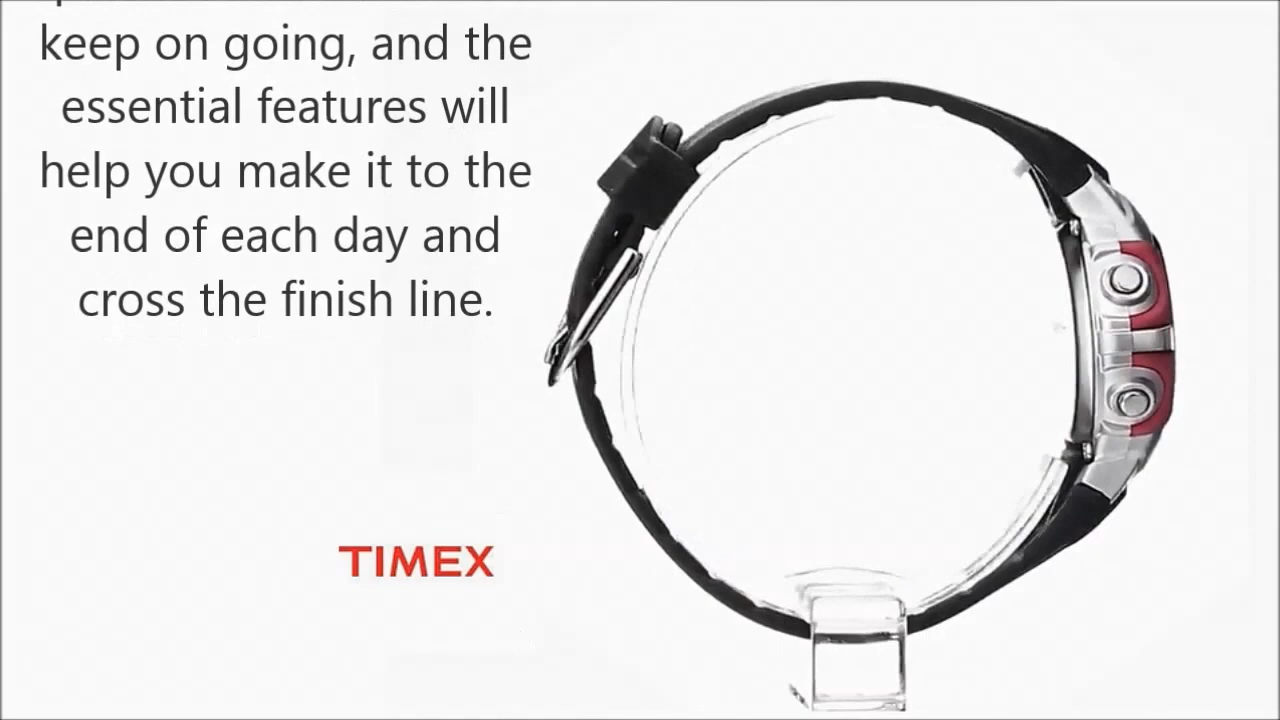 keep on going, and the
essential features will
help you make it to the
end of each day and
cross the finish line.
TIMEX